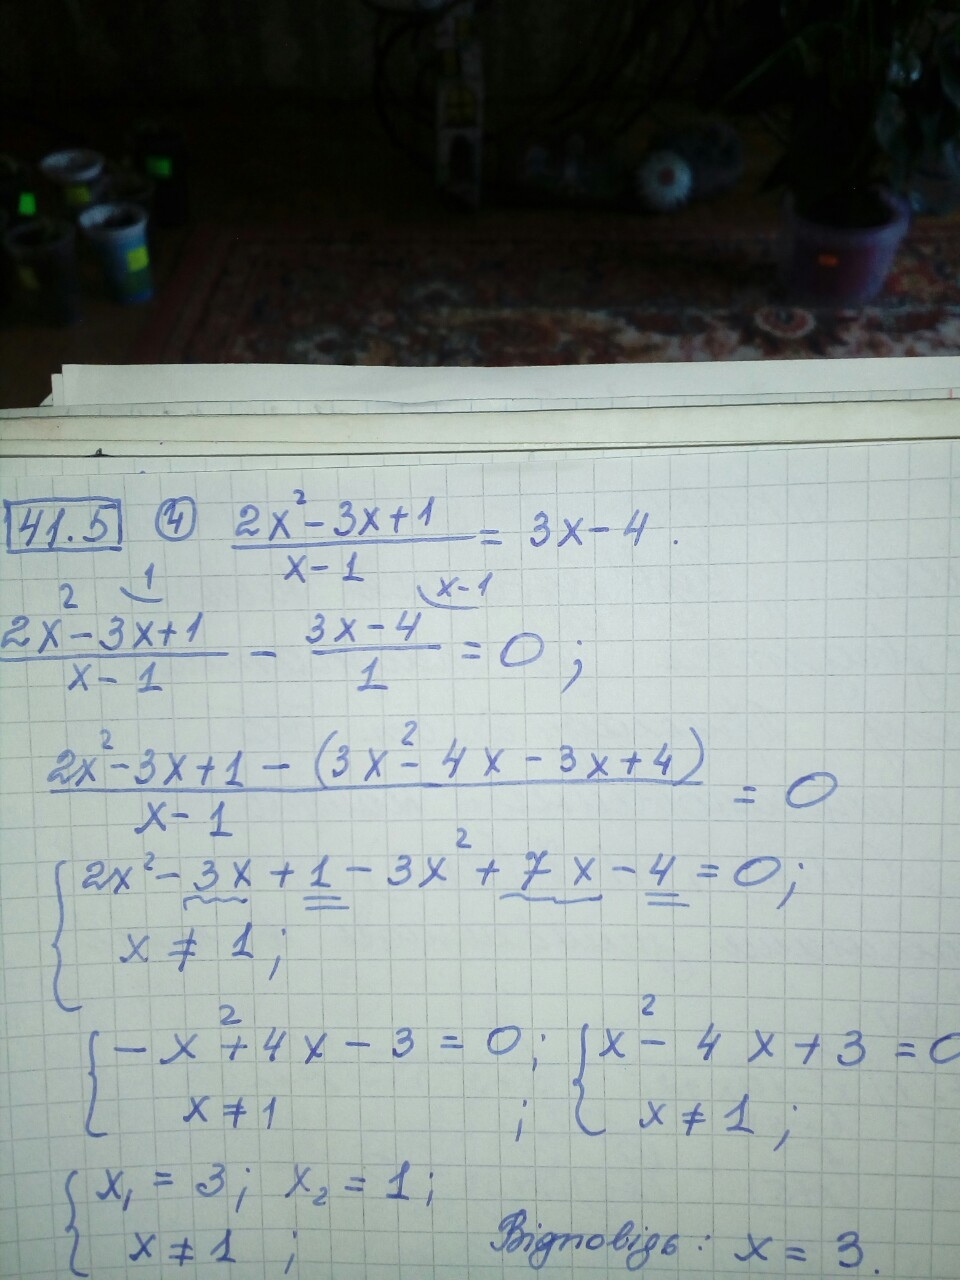 41.5 ④ (2x²-3x+1)/(x-1) = 3x-4.
(2x²-3x+1)/(x-1) ⁽¹ - (3x-4)/1 ⁽ˣ⁻¹ = 0;
(2x²-3x+1-(3x²-4x-3x+4))/(x-1) = 0
{2x²-3x+1-3x²+7x-4=0;
x≠1;
{-x²+4x-3=0; {x²-4x+3=0
x≠1; x≠1;
{x₁=3; x₂=1;
x≠1; Відповідь: x=3.